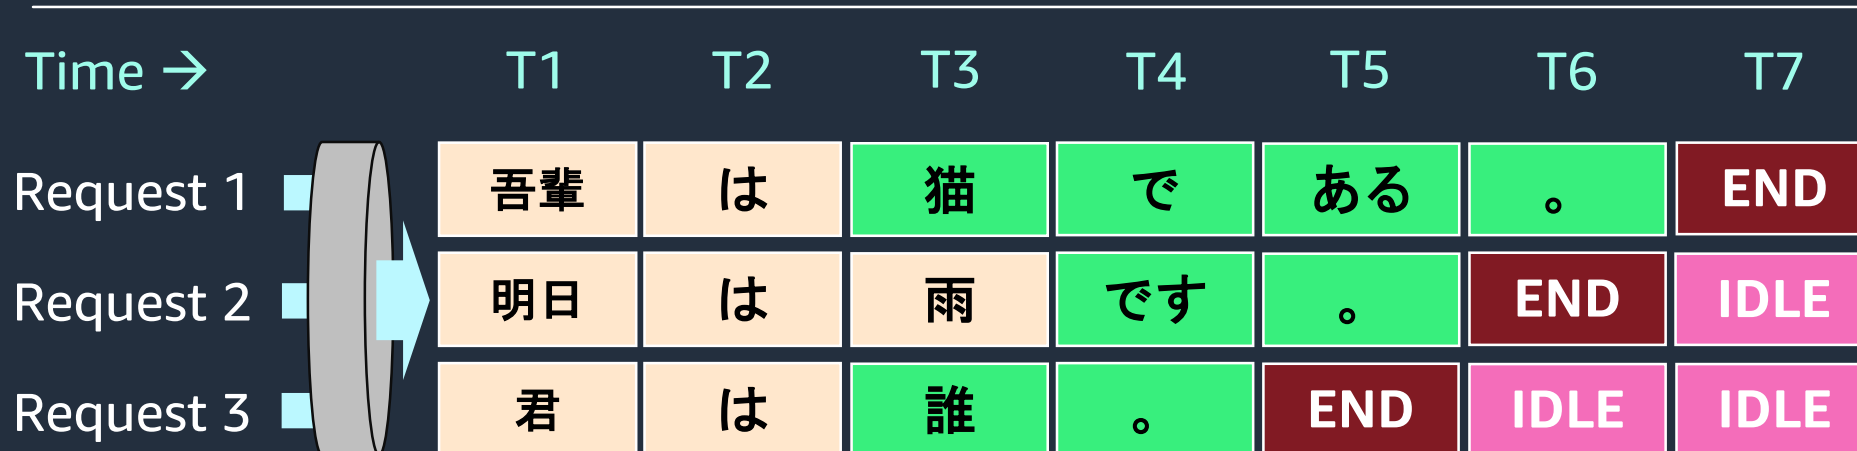 Time → T1 T2 T3 T4 T5 T6 T7
Request 1 吾輩 は 猫 で ある 。 END
Request 2 明日 は 雨 です 。 END IDLE
Request 3 君 は 誰 。 END IDLE IDLE